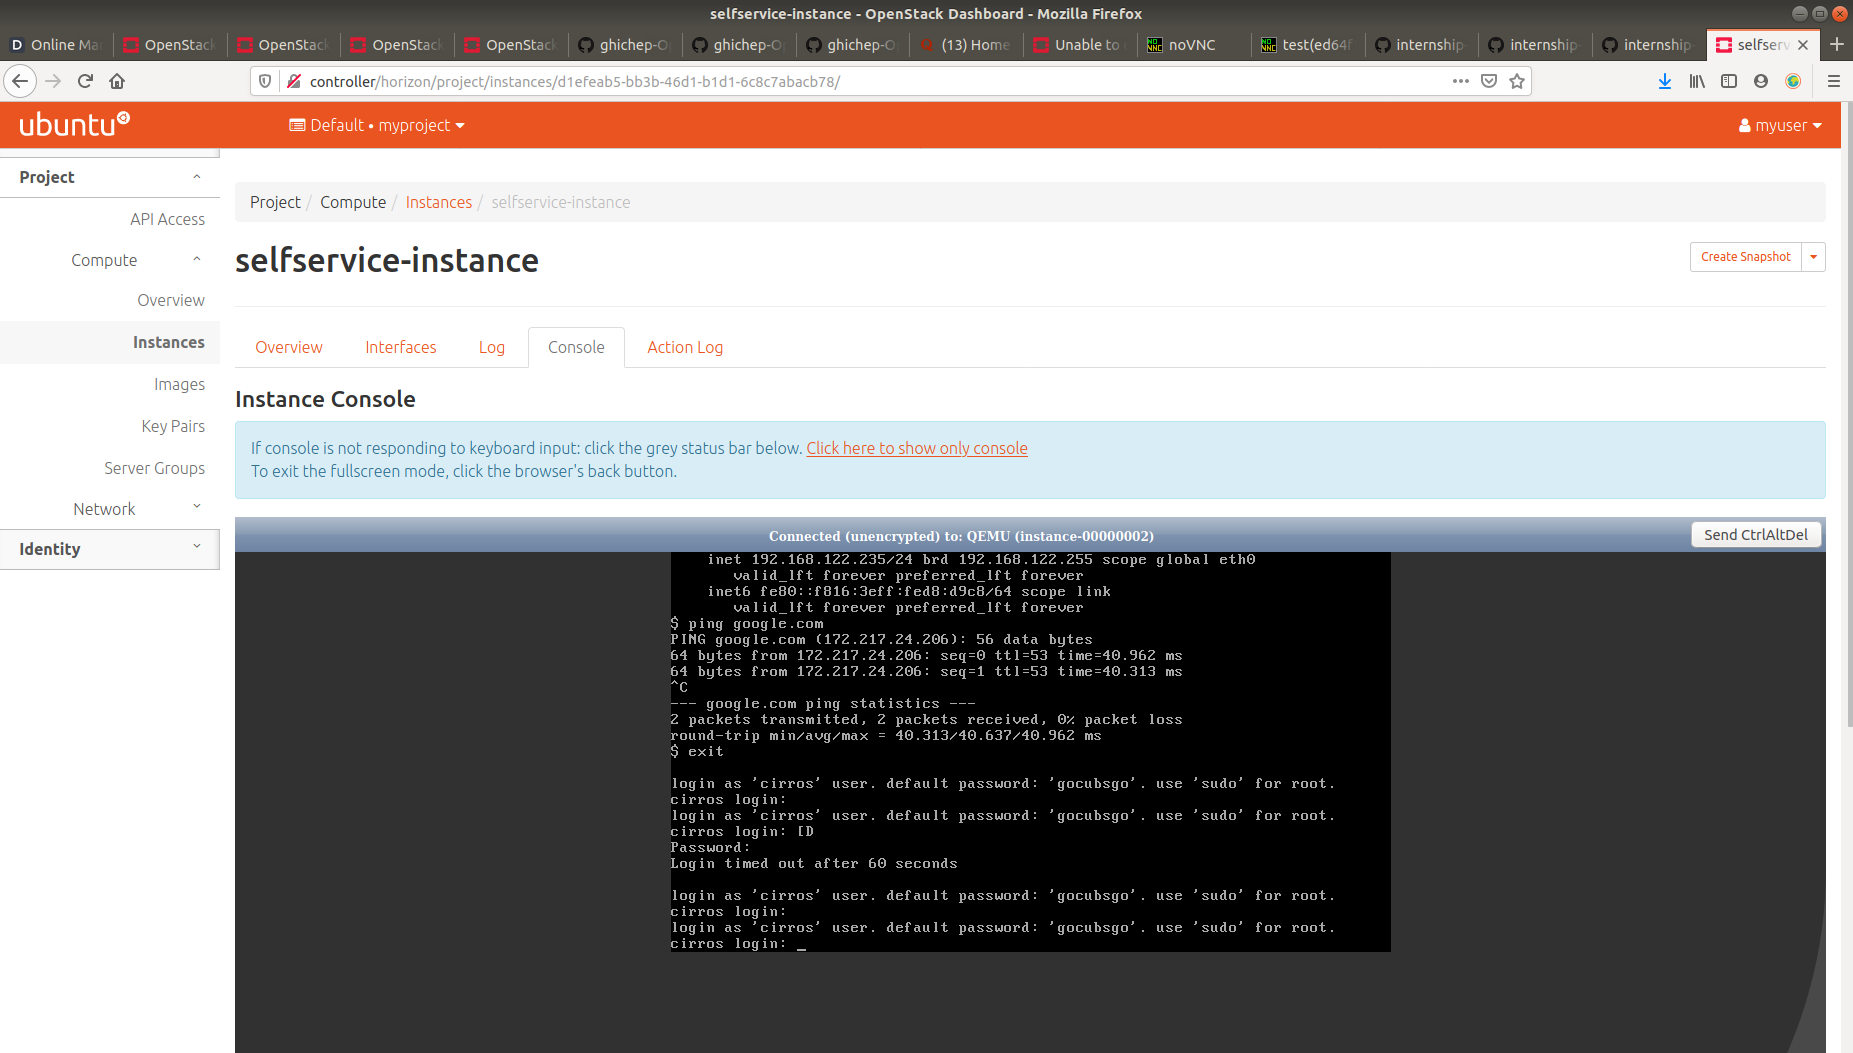 selfservice-instance - OpenStack Dashboard - Mozilla Firefox
Online Ma OpenStack OpenStack OpenStack OpenStack ghichep-O ghichep-O ghichep-O (13) Home Unable to noVNC test(ed64f internship- internship- internship- selfserv
controller/horizon/project/instances/d1efeab5-bb3b-46d1-b1d1-6c8c7abacb78/
ubuntu
Default • myproject
myuser
Project
API Access
Compute
Overview
Instances
Images
Key Pairs
Server Groups
Network
Identity
Project / Compute / Instances / selfservice-instance
selfservice-instance
Create Snapshot
Overview Interfaces Log Console Action Log
Instance Console
If console is not responding to keyboard input: click the grey status bar below. Click here to show only console
To exit the fullscreen mode, click the browser's back button.
Connected (unencrypted) to: QEMU (instance-00000002)
Send CtrlAltDel
inet 192.168.122.235/24 brd 192.168.122.255 scope global eth0
valid_lft forever preferred_lft forever
inet6 fe80::f816:3eff:fed8:d9c8/64 scope link
valid_lft forever preferred_lft forever
$ ping google.com
PING google.com (172.217.24.206): 56 data bytes
64 bytes from 172.217.24.206: seq=0 ttl=53 time=40.962 ms
64 bytes from 172.217.24.206: seq=1 ttl=53 time=40.313 ms
^C
--- google.com ping statistics ---
2 packets transmitted, 2 packets received, 0% packet loss
round-trip min/avg/max = 40.313/40.637/40.962 ms
$ exit
login as 'cirros' user. default password: 'gocubsgo'. use 'sudo' for root.
cirros login:
login as 'cirros' user. default password: 'gocubsgo'. use 'sudo' for root.
cirros login: [D
Password:
Login timed out after 60 seconds
login as 'cirros' user. default password: 'gocubsgo'. use 'sudo' for root.
cirros login:
login as 'cirros' user. default password: 'gocubsgo'. use 'sudo' for root.
cirros login: _